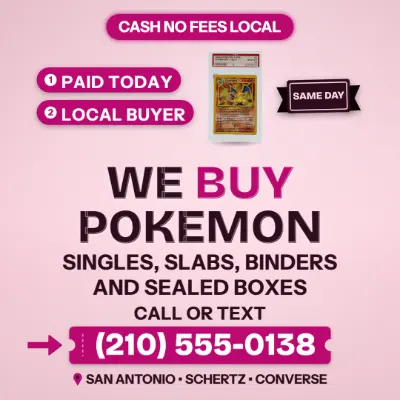 CASH NO FEES LOCAL
1 PAID TODAY
2 LOCAL BUYER
SAME DAY
WE BUY
POKEMON
SINGLES, SLABS, BINDERS
AND SEALED BOXES
CALL OR TEXT
(210) 555-0138
SAN ANTONIO • SCHERTZ • CONVERSE